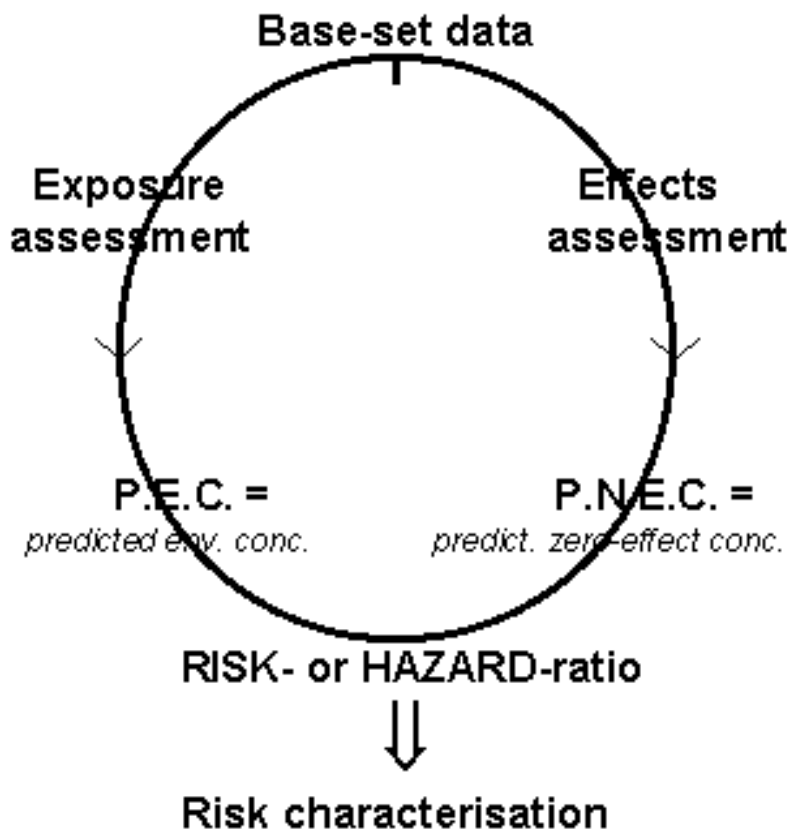 Base-set data
Exposure
assessment
Effects
assessment
P.E.C. =
predicted env. conc.
P.N.E.C. =
predict. zero-effect conc.
RISK- or HAZARD-ratio
Risk characterisation